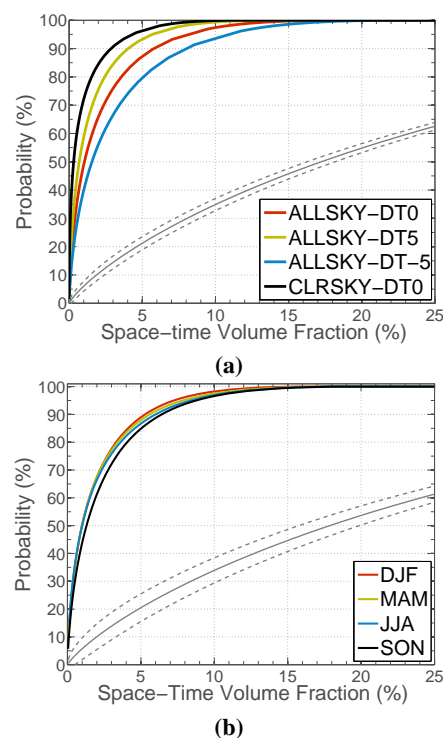 100
90
80
70
60
50
40
30
20
10
0
Probability (%)
ALLSKY−DT0
ALLSKY−DT5
ALLSKY−DT−5
CLRSKY−DT0
0 5 10 15 20 25
Space−time Volume Fraction (%)
(a)
100
90
80
70
60
50
40
30
20
10
0
Probability (%)
DJF
MAM
JJA
SON
0 5 10 15 20 25
Space−Time Volume Fraction (%)
(b)